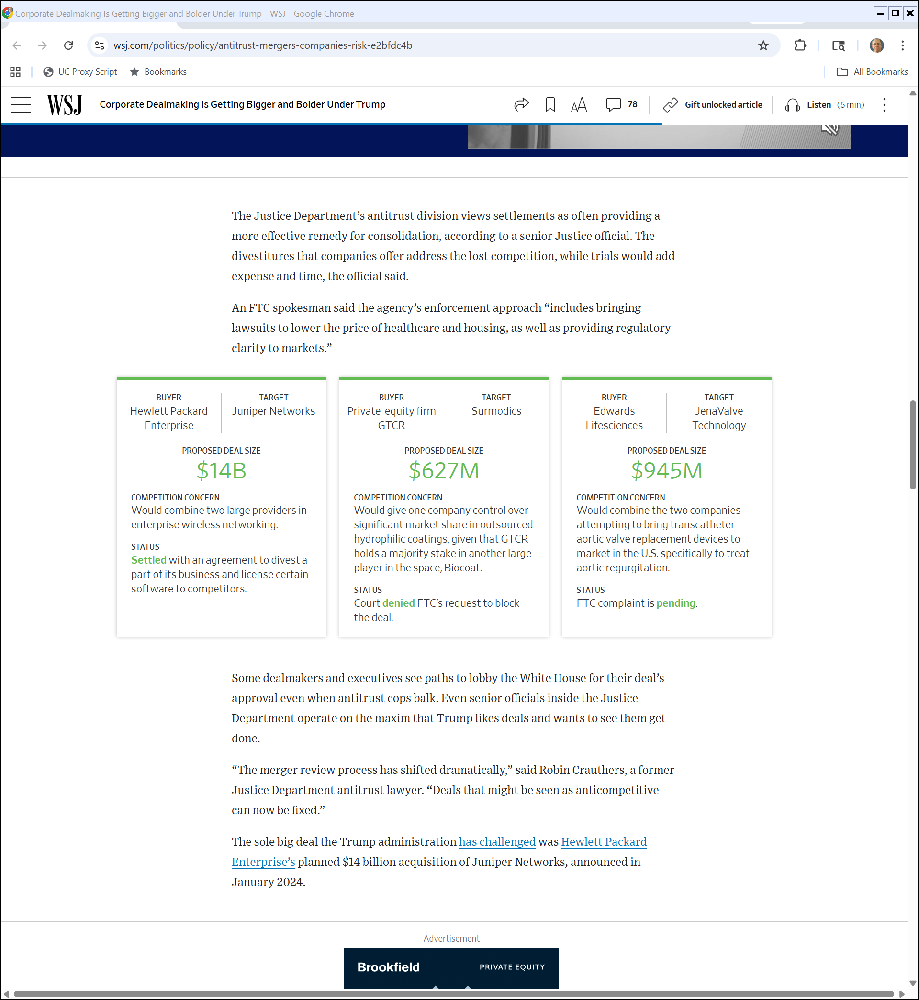 Corporate Dealmaking Is Getting Bigger and Bolder Under Trump - WSJ - Google Chrome
wsj.com/politics/policy/antitrust-mergers-companies-risk-e2bfdc4b
UC Proxy Script
Bookmarks
All Bookmarks
WSJ
Corporate Dealmaking Is Getting Bigger and Bolder Under Trump
AA
78
Gift unlocked article
Listen (6 min)
The Justice Department’s antitrust division views settlements as often providing a
more effective remedy for consolidation, according to a senior Justice official. The
divestitures that companies offer address the lost competition, while trials would add
expense and time, the official said.
An FTC spokesman said the agency’s enforcement approach “includes bringing
lawsuits to lower the price of healthcare and housing, as well as providing regulatory
clarity to markets.”
BUYER
Hewlett Packard
Enterprise
TARGET
Juniper Networks
PROPOSED DEAL SIZE
$14B
COMPETITION CONCERN
Would combine two large providers in
enterprise wireless networking.
STATUS
Settled with an agreement to divest a
part of its business and license certain
software to competitors.
BUYER
Private-equity firm
GTCR
TARGET
Surmodics
PROPOSED DEAL SIZE
$627M
COMPETITION CONCERN
Would give one company control over
significant market share in outsourced
hydrophilic coatings, given that GTCR
holds a majority stake in another large
player in the space, Biocoat.
STATUS
Court denied FTC’s request to block
the deal.
BUYER
Edwards
Lifesciences
TARGET
JenaValve
Technology
PROPOSED DEAL SIZE
$945M
COMPETITION CONCERN
Would combine the two companies
attempting to bring transcatheter
aortic valve replacement devices to
market in the U.S. specifically to treat
aortic regurgitation.
STATUS
FTC complaint is pending.
Some dealmakers and executives see paths to lobby the White House for their deal’s
approval even when antitrust cops balk. Even senior officials inside the Justice
Department operate on the maxim that Trump likes deals and wants to see them get
done.
“The merger review process has shifted dramatically,” said Robin Crauthers, a former
Justice Department antitrust lawyer. “Deals that might be seen as anticompetitive
can now be fixed.”
The sole big deal the Trump administration has challenged was Hewlett Packard
Enterprise’s planned $14 billion acquisition of Juniper Networks, announced in
January 2024.
Advertisement
Brookfield
PRIVATE EQUITY